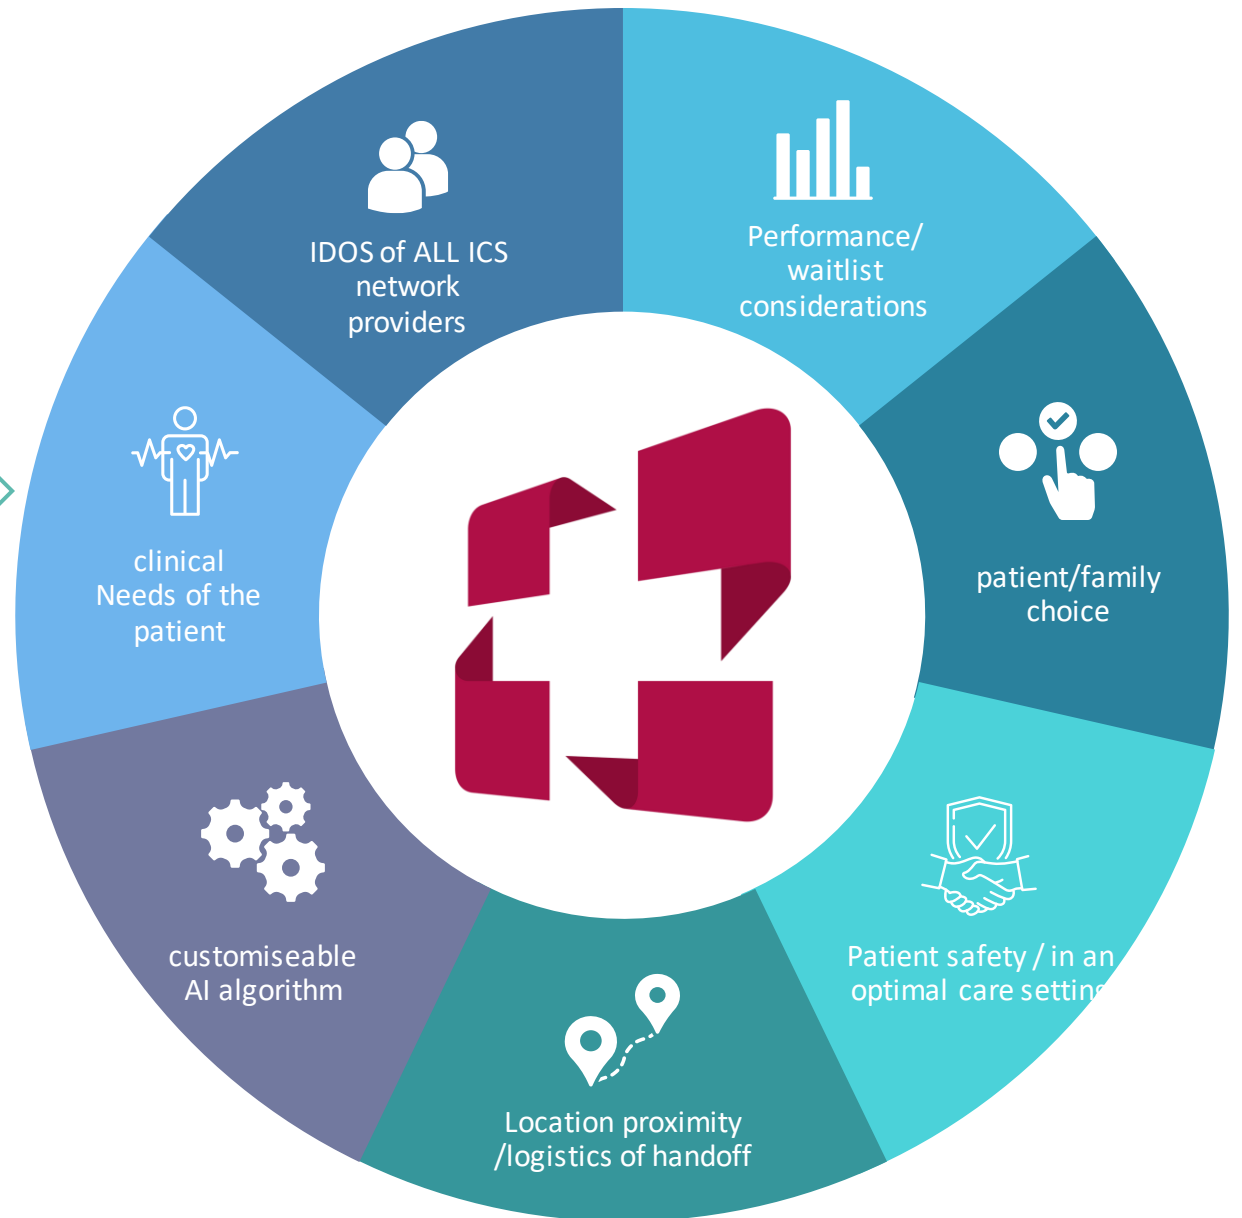 IDOS of ALL ICS
network
providers
Performance/
waitlist
considerations
patient/family
choice
Patient safety / in an
optimal care setting
Location proximity
/logistics of handoff
customiseable
AI algorithm
clinical
Needs of the
patient